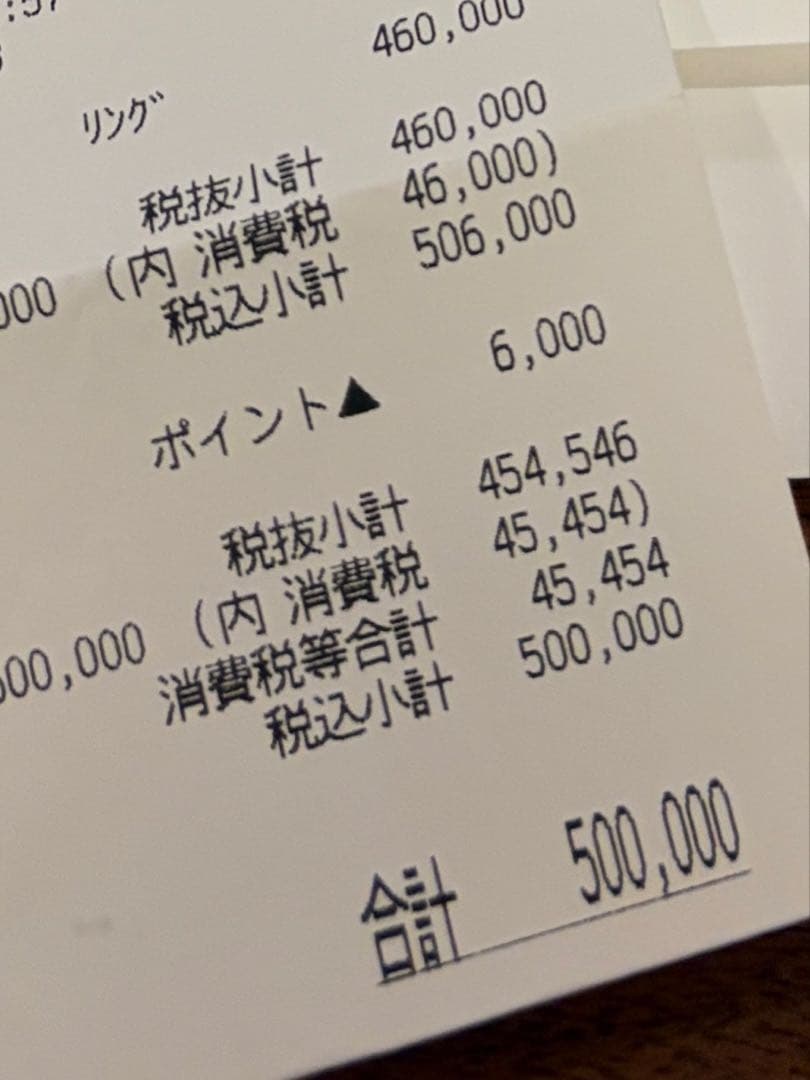 460,000
リング
税抜小計 460,000
(内 消費税 46,000)
税込小計 506,000
ポイント▲ 6,000
税抜小計 454,546
(内 消費税 45,454)
消費税等合計 45,454
税込小計 500,000
合計 500,000